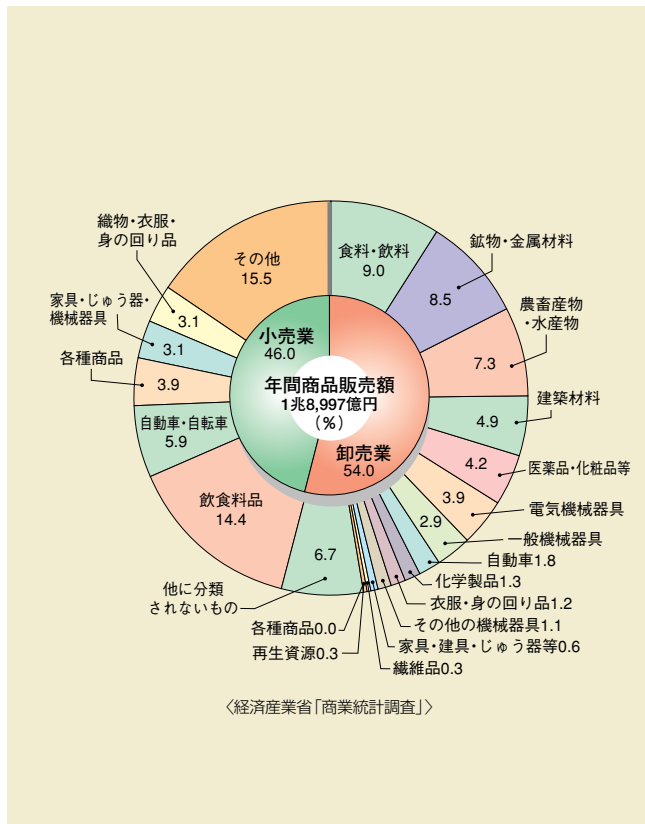 織物・衣服・
身の回り品
その他
15.5
食料・飲料
9.0
鉱物・金属材料
8.5
農畜産物
・水産物
7.3
建築材料
4.9
医薬品・化粧品等
4.2
電気機械器具
3.9
一般機械器具
2.9
自動車1.8
化学製品1.3
衣服・身の回り品1.2
その他の機械器具1.1
家具・建具・じゅう器等0.6
繊維品0.3
再生資源0.3
各種商品0.0
他に分類
されないもの
6.7
飲食料品
14.4
自動車・自転車
5.9
各種商品
3.9
家具・じゅう器・
機械器具
3.1
3.1
小売業
46.0
年間商品販売額
1兆8,997億円
(%)
卸売業
54.0
〈経済産業省「商業統計調査」〉